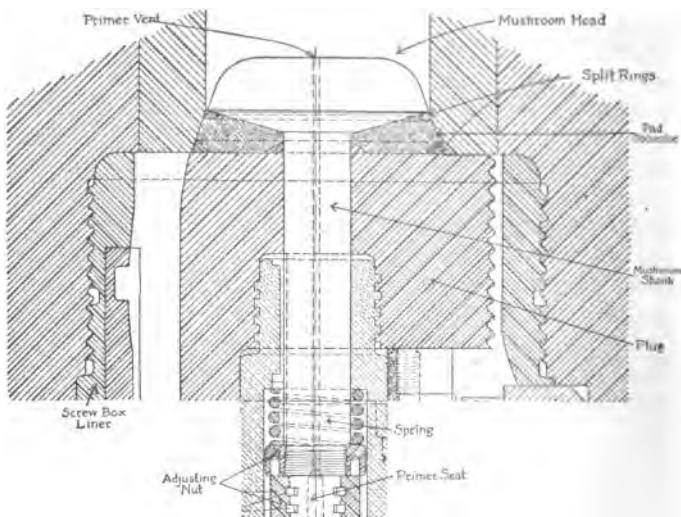 Primer Vent
Mushroom Head
Split Rings
Pad
Mushroom
Shank
Plug
Screw Box
Liner
Spring
Adjusting
Nut
Primer Seat